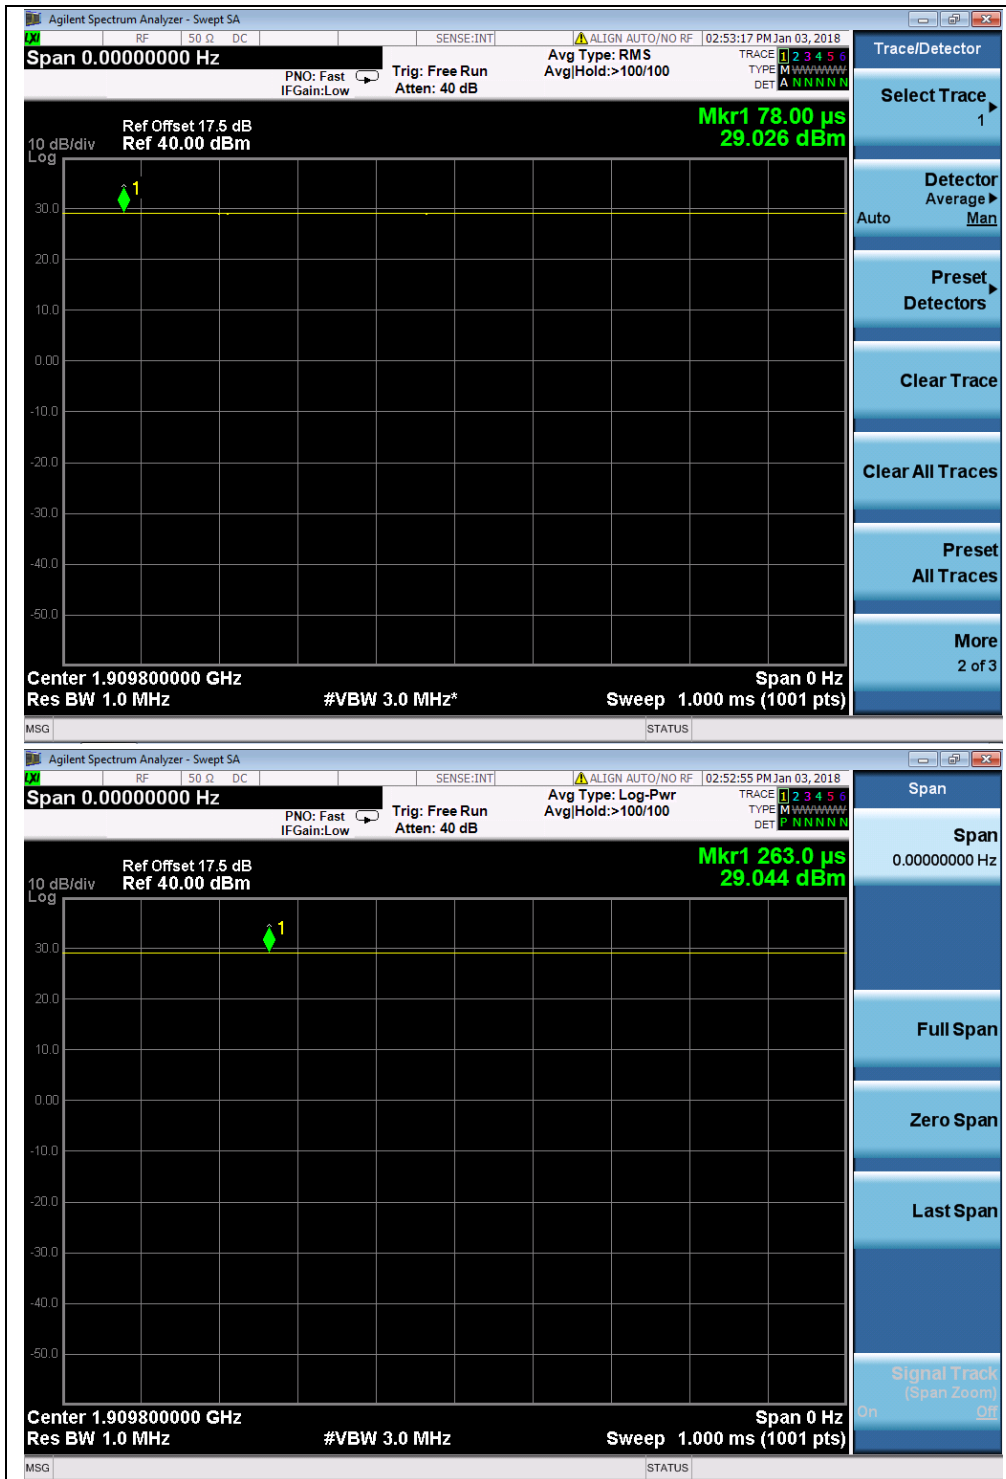 Agilent Spectrum Analyzer - Swept SA
LXI RF 50 Ω DC SENSE:INT ALIGN AUTO/NO RF 02:53:17 PM Jan 03, 2018
Span 0.00000000 Hz
PNO: Fast
IFGain:Low
Trig: Free Run
Atten: 40 dB
Avg Type: RMS
Avg|Hold:>100/100
TRACE 1 2 3 4 5 6
TYPE M WWWWW
DET A N N N N N
Ref Offset 17.5 dB
10 dB/div Ref 40.00 dBm
Log
Mkr1 78.00 µs
29.026 dBm
1
30.0
20.0
10.0
0.00
-10.0
-20.0
-30.0
-40.0
-50.0
Center 1.909800000 GHz Span 0 Hz
Res BW 1.0 MHz #VBW 3.0 MHz* Sweep 1.000 ms (1001 pts)
MSG STATUS
Trace/Detector
Select Trace
1
Detector
Average
Auto Man
Preset
Detectors
Clear Trace
Clear All Traces
Preset
All Traces
More
2 of 3
Agilent Spectrum Analyzer - Swept SA
LXI RF 50 Ω DC SENSE:INT ALIGN AUTO/NO RF 02:52:55 PM Jan 03, 2018
Span 0.00000000 Hz
PNO: Fast
IFGain:Low
Trig: Free Run
Atten: 40 dB
Avg Type: Log-Pwr
Avg|Hold:>100/100
TRACE 1 2 3 4 5 6
TYPE M WWWWW
DET P N N N N N
Ref Offset 17.5 dB
10 dB/div Ref 40.00 dBm
Log
Mkr1 263.0 µs
29.044 dBm
1
30.0
20.0
10.0
0.00
-10.0
-20.0
-30.0
-40.0
-50.0
Center 1.909800000 GHz Span 0 Hz
Res BW 1.0 MHz #VBW 3.0 MHz Sweep 1.000 ms (1001 pts)
MSG STATUS
Span
Span
0.00000000 Hz
Full Span
Zero Span
Last Span
Signal Track
(Span Zoom)
On Off